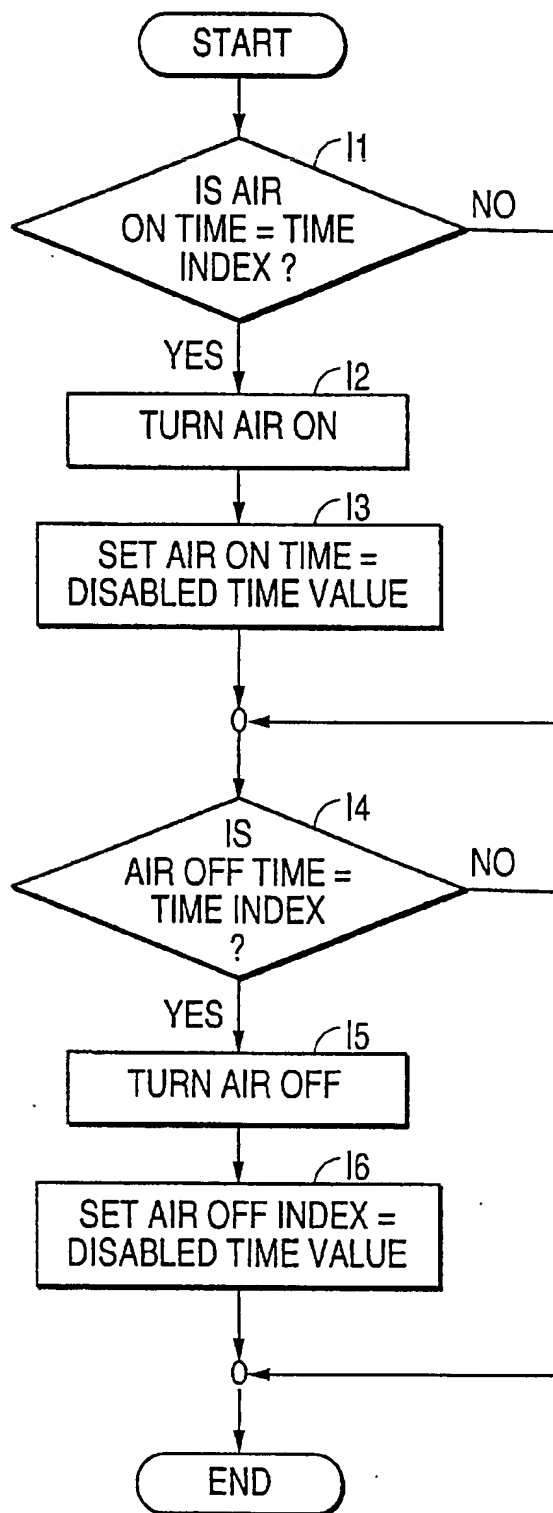 START
I1
IS AIR
ON TIME = TIME
INDEX ?
NO
YES
I2
TURN AIR ON
I3
SET AIR ON TIME =
DISABLED TIME VALUE
I4
IS
AIR OFF TIME =
TIME INDEX
?
NO
YES
I5
TURN AIR OFF
I6
SET AIR OFF INDEX =
DISABLED TIME VALUE
END